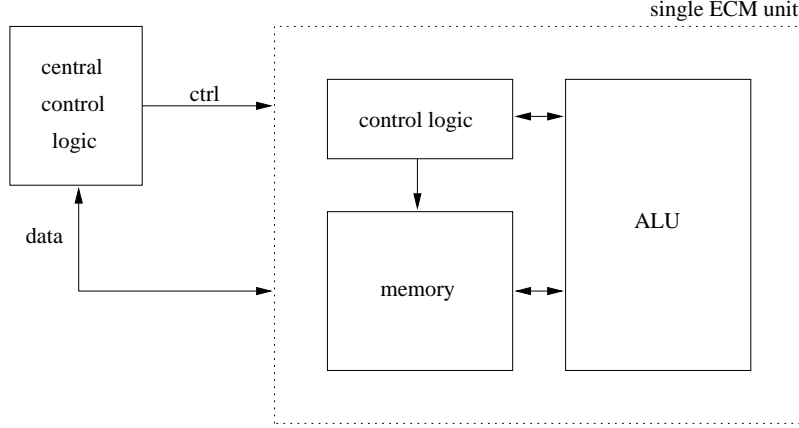 single ECM unit
central
control
logic
ctrl
control logic
ALU
data
memory